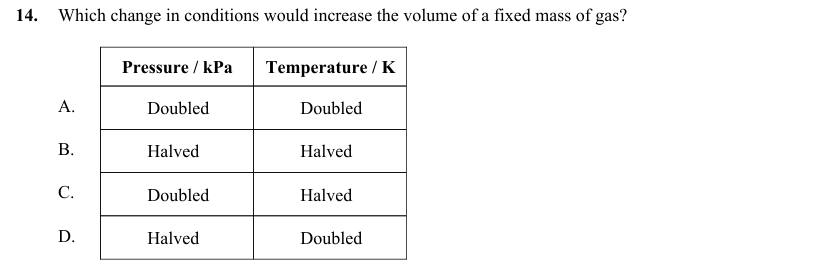 14. Which change in conditions would increase the volume of a fixed mass of gas?
Pressure / kPa Temperature / K
A. Doubled Doubled
B. Halved Halved
C. Doubled Halved
D. Halved Doubled